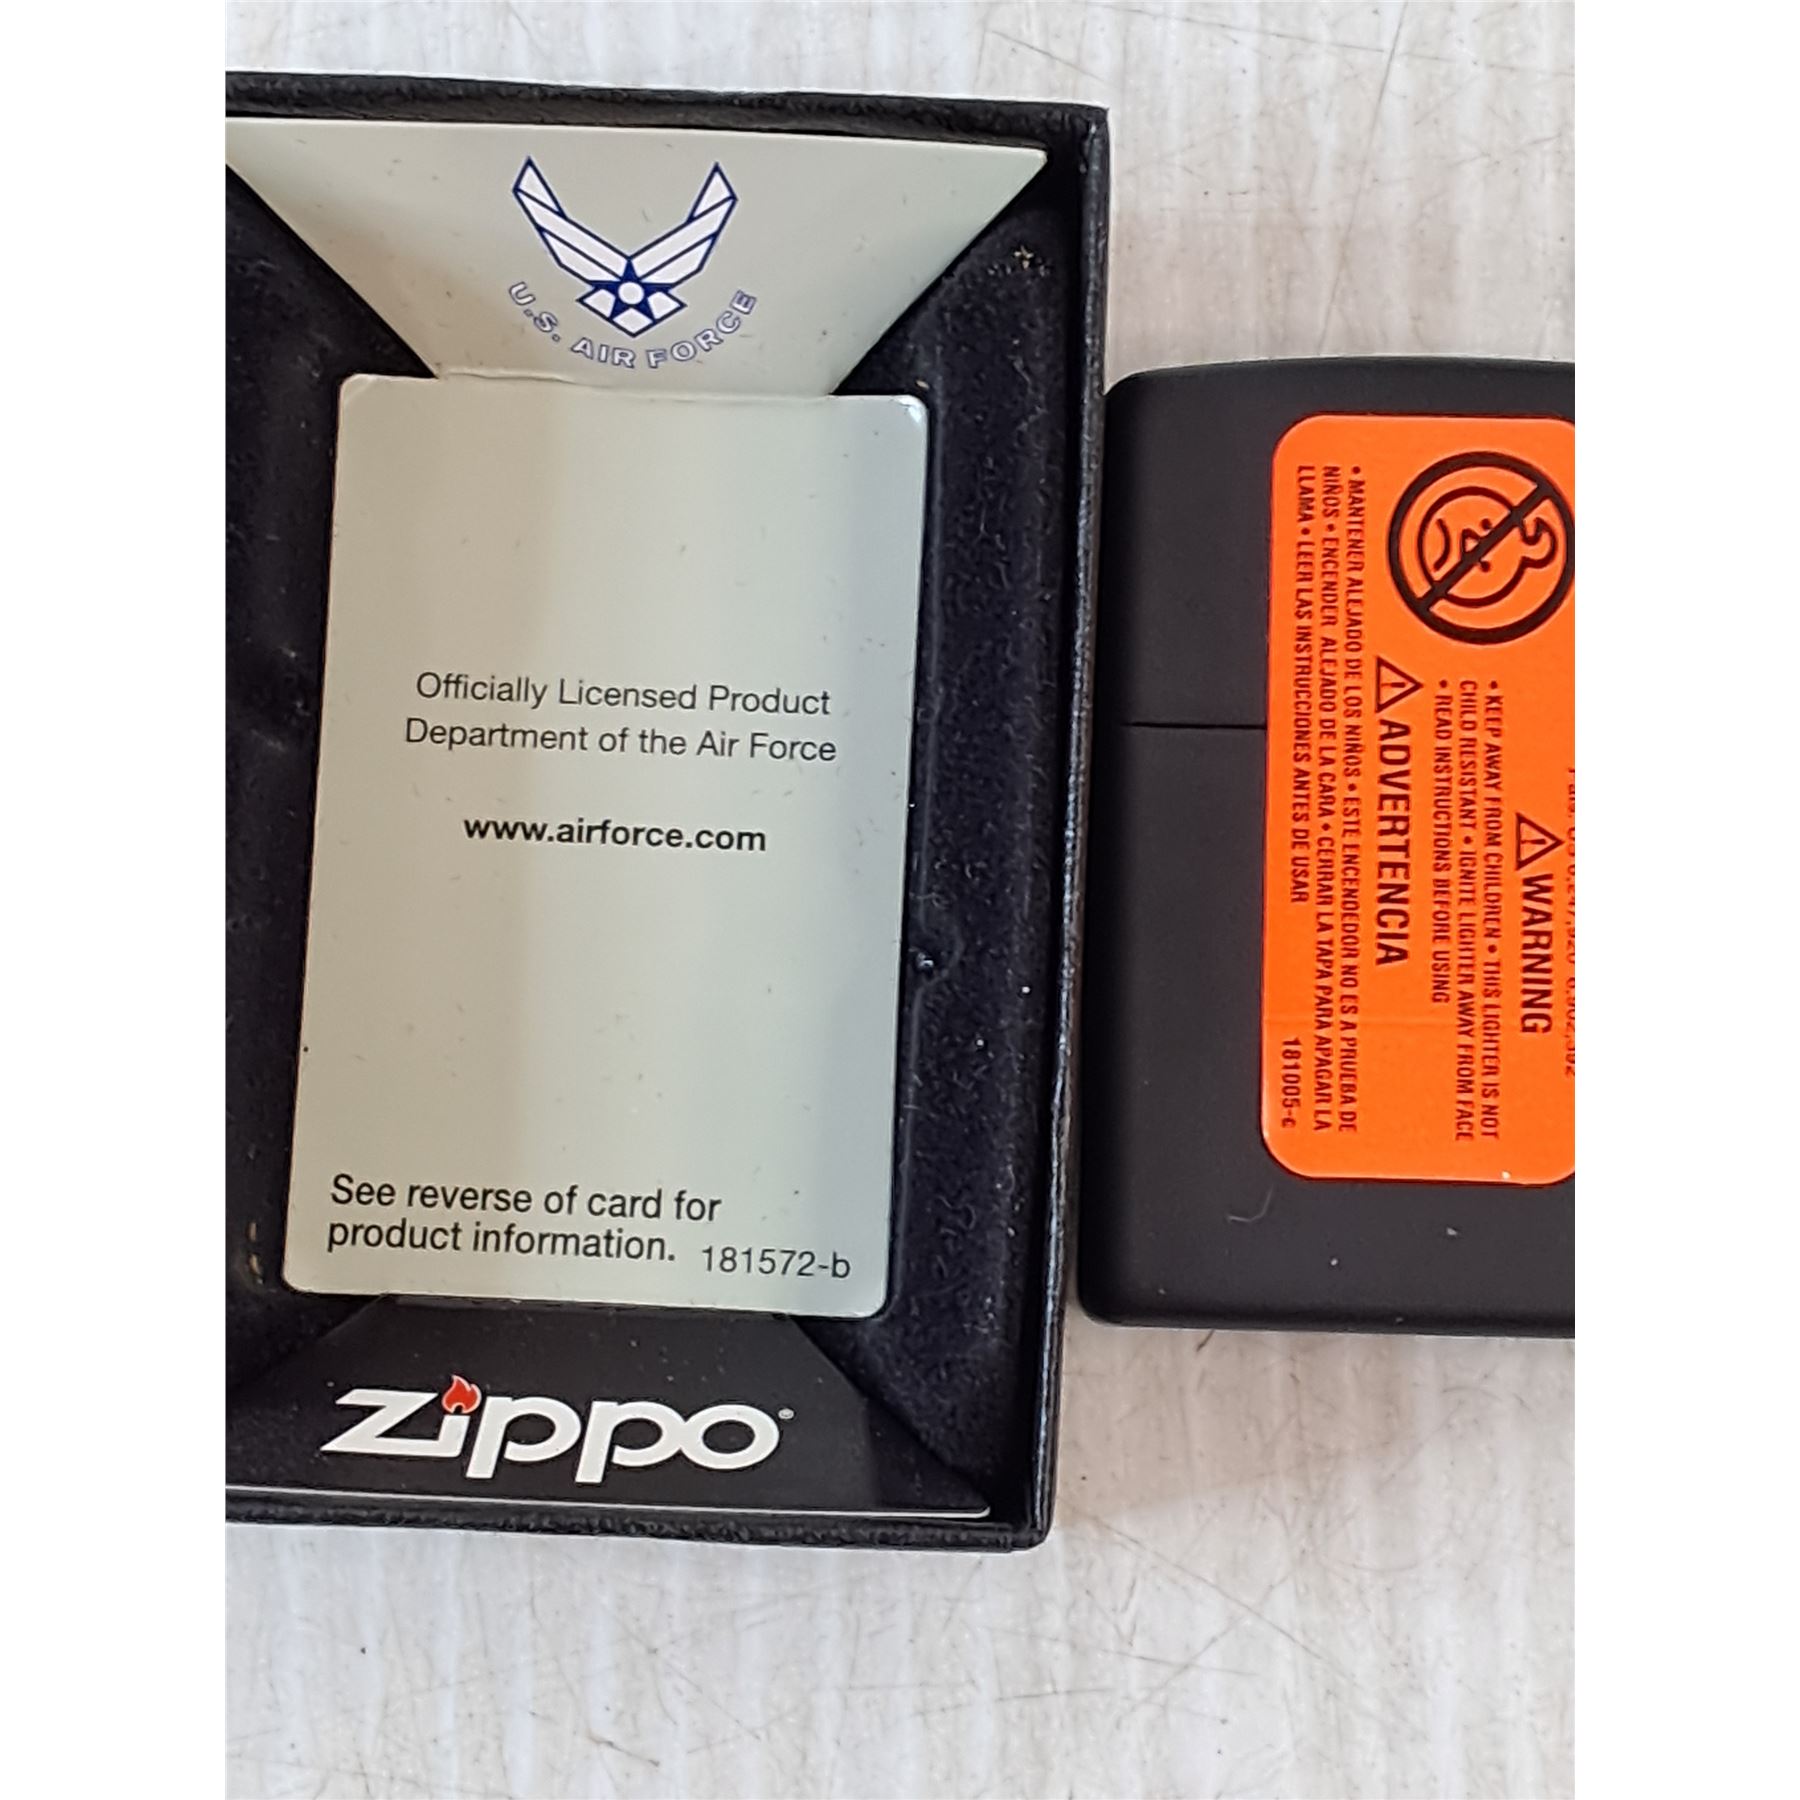 U.S. AIR FORCE
Officially Licensed Product
Department of the Air Force
www.airforce.com
See reverse of card for
product information. 181572-b
zippo®
⚠WARNING
• KEEP AWAY FROM CHILDREN • THIS LIGHTER IS NOT
CHILD RESISTANT • IGNITE LIGHTER AWAY FROM FACE
• READ INSTRUCTIONS BEFORE USING
⚠ADVERTENCIA
• MANTENER ALEJADO DE LOS NIÑOS • ESTE ENCENDEDOR NO ES A PRUEBA DE
NIÑOS • ENCENDER ALEJADO DE LA CARA • CERRAR LA TAPA PARA APAGAR LA
LLAMA • LEER LAS INSTRUCCIONES ANTES DE USAR 181005-c